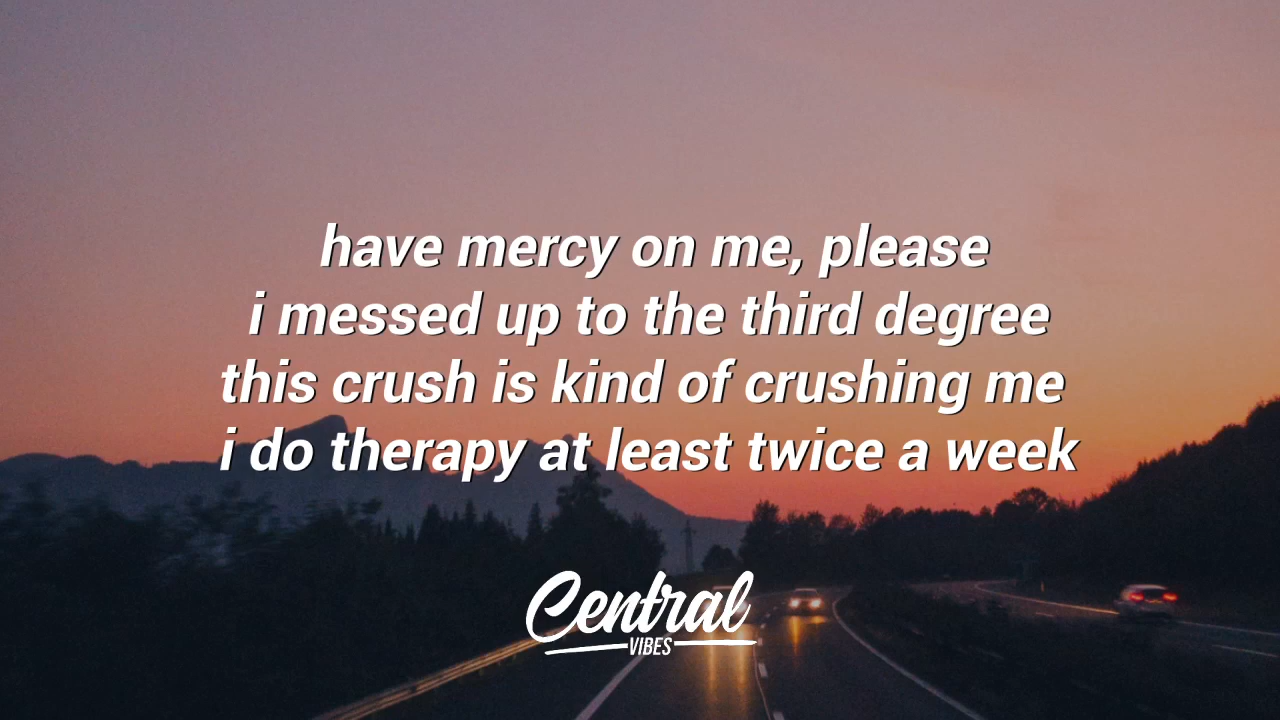 have mercy on me, please
i messed up to the third degree
this crush is kind of crushing me
i do therapy at least twice a week
Central
VIBES